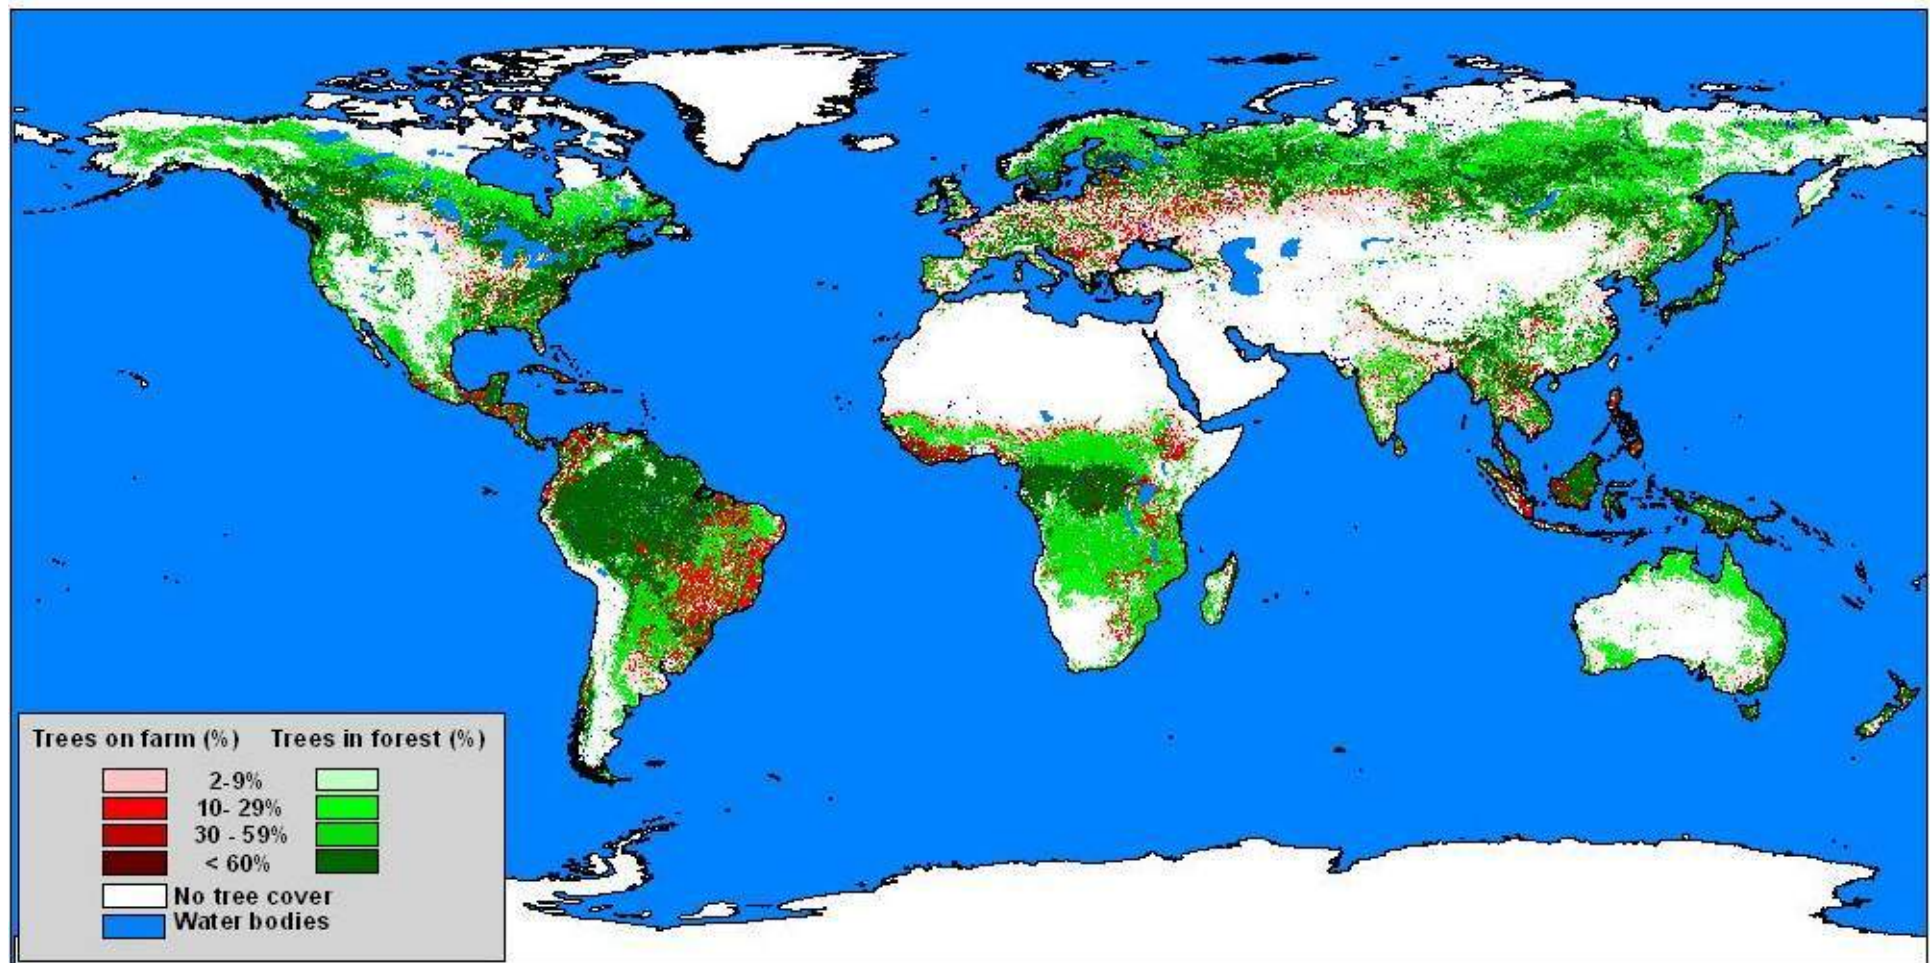 Trees on farm (%) Trees in forest (%)
2-9%
10- 29%
30 - 59%
< 60%
No tree cover
Water bodies